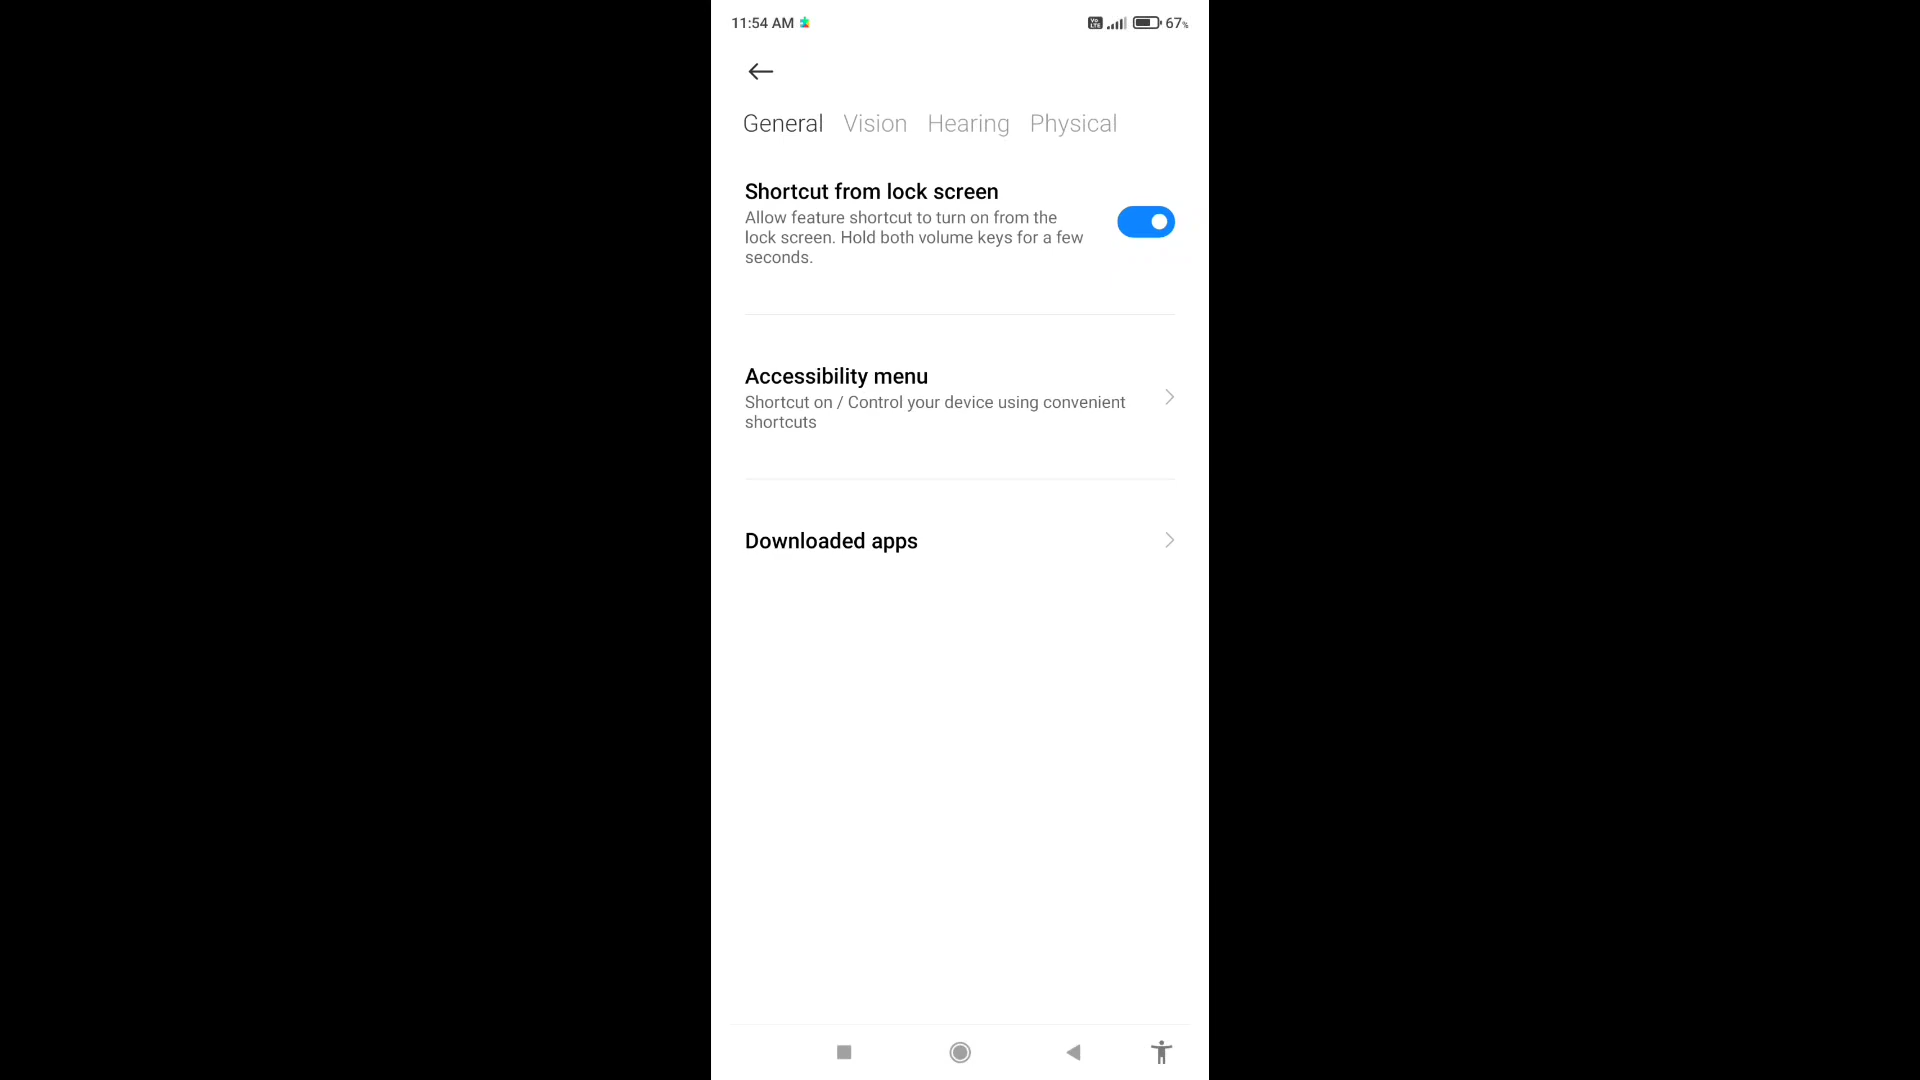 11:54 AM
Vo LTE
67%
General Vision Hearing Physical
Shortcut from lock screen
Allow feature shortcut to turn on from the
lock screen. Hold both volume keys for a few
seconds.
Accessibility menu
Shortcut on / Control your device using convenient
shortcuts
Downloaded apps